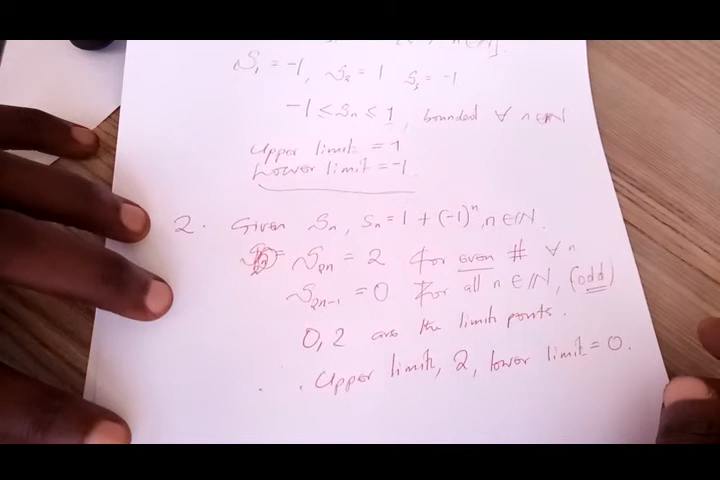 S₁ = -1, S₂ = 1 S₃ = -1
-1 ≤ Sn ≤ 1, bounded ∀ n ∈ N
Upper limit = 1
Lower limit = -1
2. Given Sn, Sn = 1 + (-1)ⁿ, n ∈ N.
S2n = 2 for even # ∀ n
S2n-1 = 0 For all n ∈ N, (odd)
0, 2 are the limit points.
∴ Upper limit, 2, lower limit = 0.